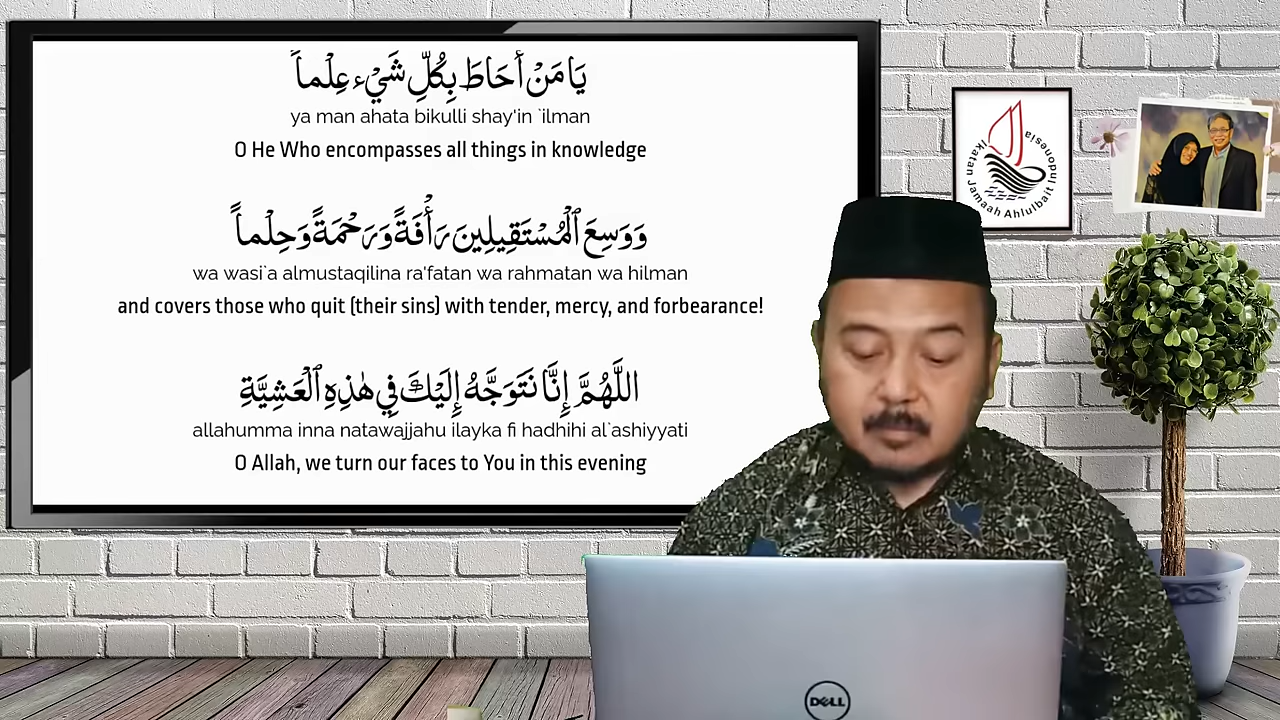 يَا مَنْ أَحَاطَ بِكُلِّ شَيْءٍ عِلْماً
ya man ahata bikulli shay'in `ilman
O He Who encompasses all things in knowledge
وَوَسِعَ ٱلْمُسْتَقِيلِينَ رَأْفَةً وَرَحْمَةً وَحِلْماً
wa wasi`a almustaqilina ra'fatan wa rahmatan wa hilman
and covers those who quit (their sins) with tender, mercy, and forbearance!
اللَّهُمَّ إِنَّا نَتَوَجَّهُ إِلَيْكَ فِي هٰذِهِ ٱلْعَشِيَّةِ
allahumma inna natawajjahu ilayka fi hadhihi al`ashiyyati
O Allah, we turn our faces to You in this evening
Ikatan Jamaah Ahlulbait Indonesia
DELL